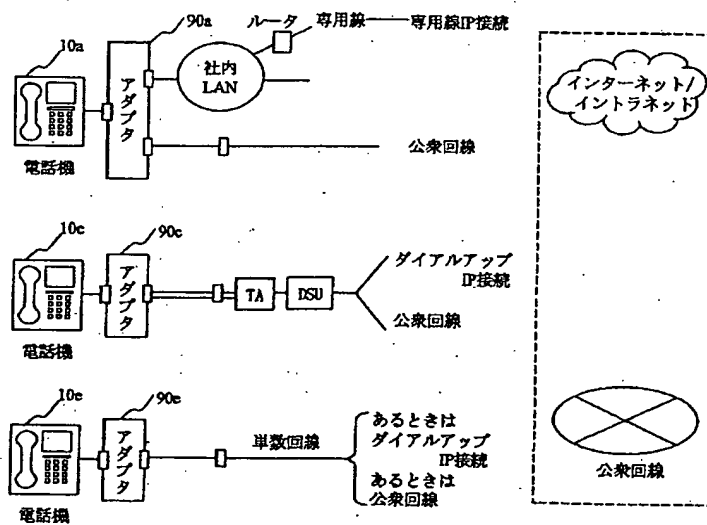 90a
ルータ
専用線
専用線IP接続
10a
アダプタ
社内
LAN
インターネット/
イントラネット
公衆回線
電話機
10c
90c
アダプタ
TA
DSU
ダイアルアップ
IP接続
公衆回線
電話機
10e
90e
アダプタ
単数回線
あるときは
ダイアルアップ
IP接続
あるときは
公衆回線
公衆回線
電話機